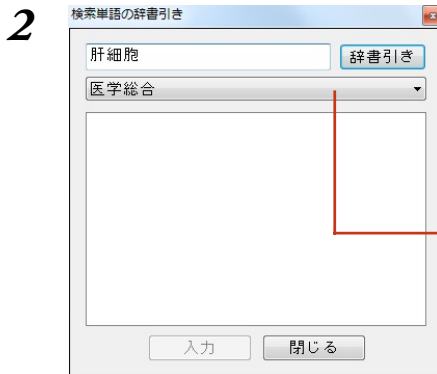 2
検索単語の辞書引き
肝細胞
辞書引き
医学総合
入力
閉じる